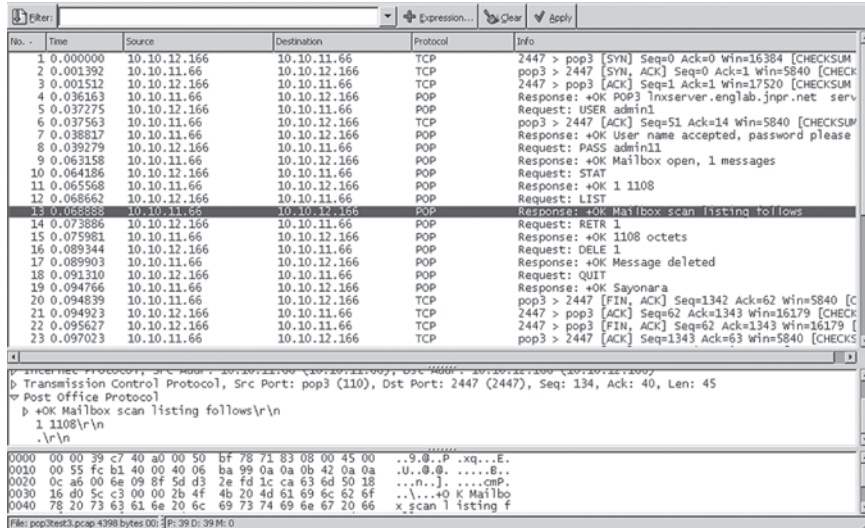 Filter:
Expression...
Clear
Apply
No. -
Time
Source
Destination
Protocol
Info
1 0.000000 10.10.12.166 10.10.11.66 TCP 2447 > pop3 [SYN] Seq=0 Ack=0 Win=16384 [CHECKSUM
2 0.001392 10.10.11.66 10.10.12.166 TCP pop3 > 2447 [SYN, ACK] Seq=0 Ack=1 Win=5840 [CHECK
3 0.001512 10.10.12.166 10.10.11.66 TCP 2447 > pop3 [ACK] Seq=1 Ack=1 Win=17520 [CHECKSUM
4 0.036163 10.10.11.66 10.10.12.166 POP Response: +OK POP3 lnxserver.englab.jnpr.net serv
5 0.037275 10.10.12.166 10.10.11.66 POP Request: USER admin1
6 0.037563 10.10.11.66 10.10.12.166 TCP pop3 > 2447 [ACK] Seq=51 Ack=14 Win=5840 [CHECKSUM
7 0.038817 10.10.11.66 10.10.12.166 POP Response: +OK User name accepted, password please
8 0.039279 10.10.12.166 10.10.11.66 POP Request: PASS admin11
9 0.063158 10.10.11.66 10.10.12.166 POP Response: +OK Mailbox open, 1 messages
10 0.064186 10.10.12.166 10.10.11.66 POP Request: STAT
11 0.065568 10.10.11.66 10.10.12.166 POP Response: +OK 1 1108
12 0.068662 10.10.12.166 10.10.11.66 POP Request: LIST
13 0.068888 10.10.11.66 10.10.12.166 POP Response: +OK Mailbox scan listing follows
14 0.073886 10.10.12.166 10.10.11.66 POP Request: RETR 1
15 0.075981 10.10.11.66 10.10.12.166 POP Response: +OK 1108 octets
16 0.089344 10.10.12.166 10.10.11.66 POP Request: DELE 1
17 0.089903 10.10.11.66 10.10.12.166 POP Response: +OK Message deleted
18 0.091310 10.10.12.166 10.10.11.66 POP Request: QUIT
19 0.094766 10.10.11.66 10.10.12.166 POP Response: +OK Sayonara
20 0.094839 10.10.11.66 10.10.12.166 TCP pop3 > 2447 [FIN, ACK] Seq=1342 Ack=62 Win=5840 [C
21 0.094923 10.10.12.166 10.10.11.66 TCP 2447 > pop3 [ACK] Seq=62 Ack=1343 Win=16179 [CHECK
22 0.095627 10.10.12.166 10.10.11.66 TCP 2447 > pop3 [FIN, ACK] Seq=62 Ack=1343 Win=16179 [
23 0.097023 10.10.11.66 10.10.12.166 TCP pop3 > 2447 [ACK] Seq=1343 Ack=63 Win=5840 [CHECKS
Internet Protocol, Src Addr: 10.10.11.66 (10.10.11.66), Dst Addr: 10.10.12.166 (10.10.12.166)
Transmission Control Protocol, Src Port: pop3 (110), Dst Port: 2447 (2447), Seq: 134, Ack: 40, Len: 45
Post Office Protocol
+OK Mailbox scan listing follows\r\n
1 1108\r\n
.\r\n
0000 00 00 39 c7 40 a0 00 50 bf 78 71 83 08 00 45 00 ..9.@..P .xq...E.
0010 00 55 fc b1 40 00 40 06 ba 99 0a 0a 0b 42 0a 0a .U..@.@. .....B..
0020 0c a6 00 6e 09 8f 5d d3 2e fd 1c ca 63 6d 50 18 ...n..]. ....cmP.
0030 16 d0 5c c3 00 00 2b 4f 4b 20 4d 61 69 6c 62 6f ..\...+O K Mailbo
0040 78 20 73 63 61 6e 20 6c 69 73 74 69 6e 67 20 66 x scan l isting f
File: pop3test3.pcap 4398 bytes 00: P: 39 D: 39 M: 0